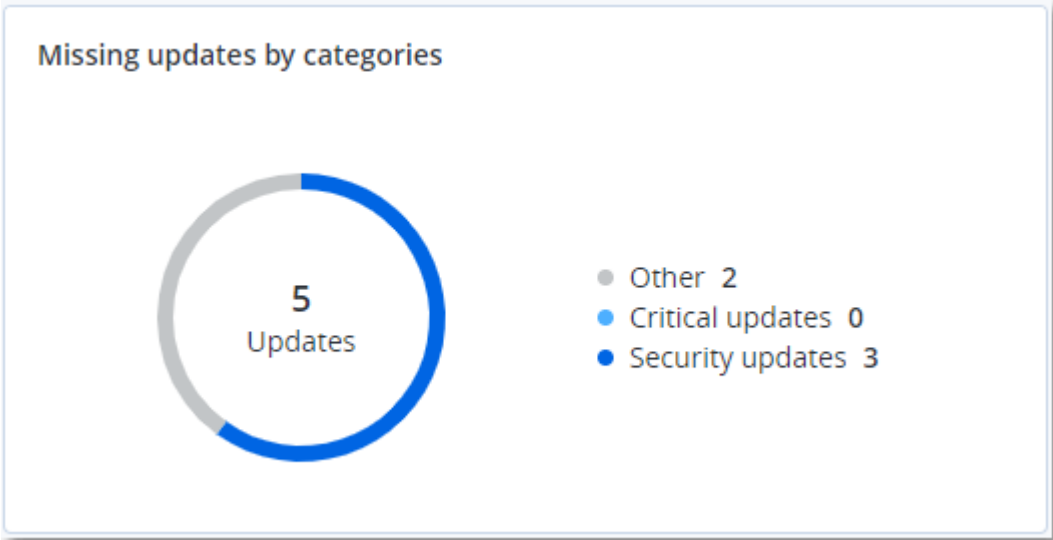 Missing updates by categories
5
Updates
Other 2
Critical updates 0
Security updates 3